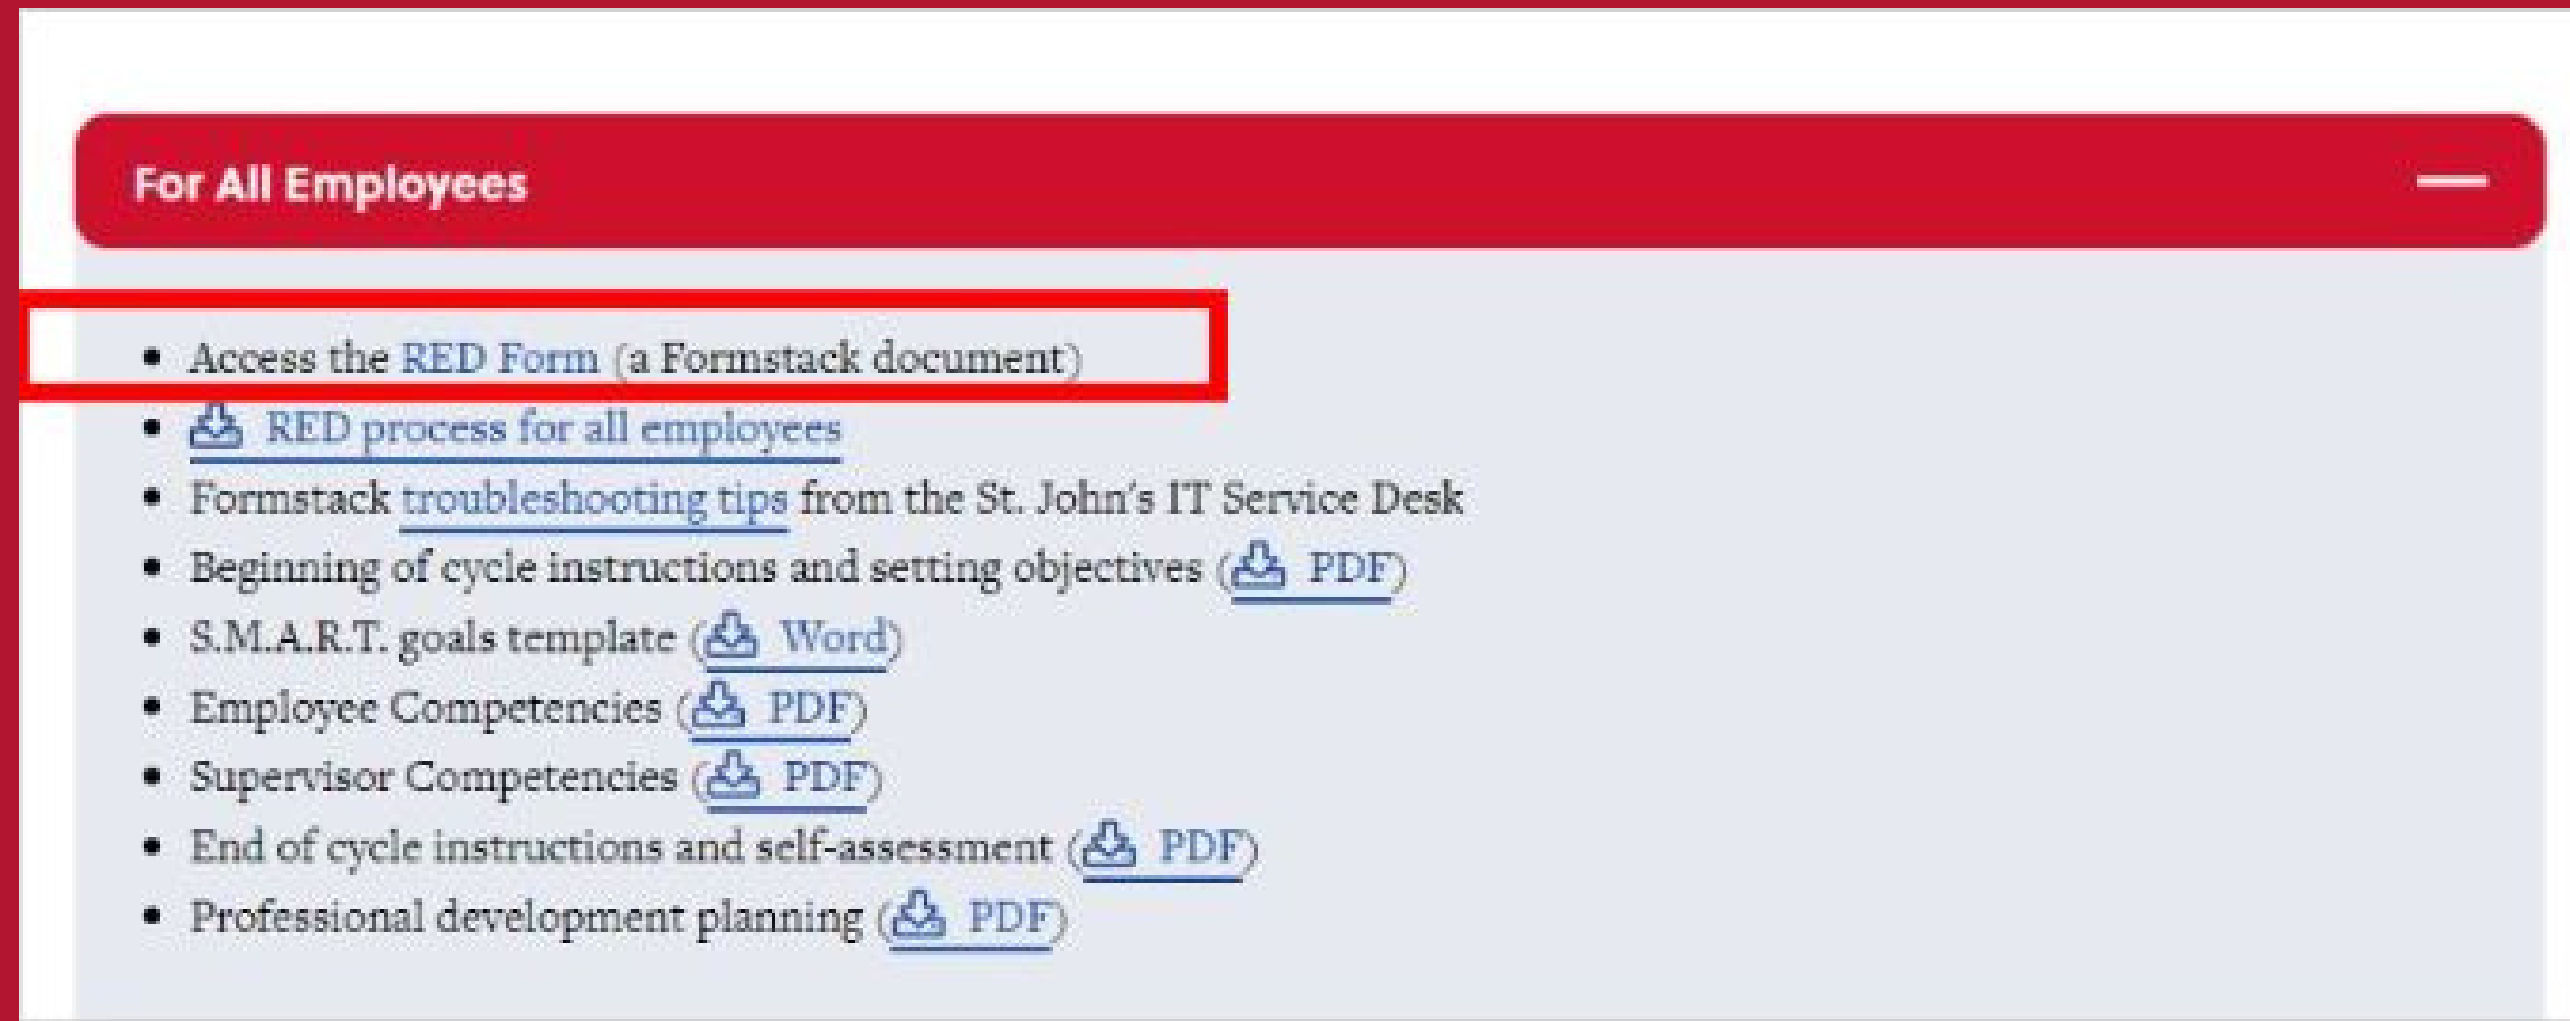 For All Employees
Access the RED Form (a Formstack document)
RED process for all employees
Formstack troubleshooting tips from the St. John's IT Service Desk
Beginning of cycle instructions and setting objectives (PDF)
S.M.A.R.T. goals template (Word)
Employee Competencies (PDF)
Supervisor Competencies (PDF)
End of cycle instructions and self-assessment (PDF)
Professional development planning (PDF)